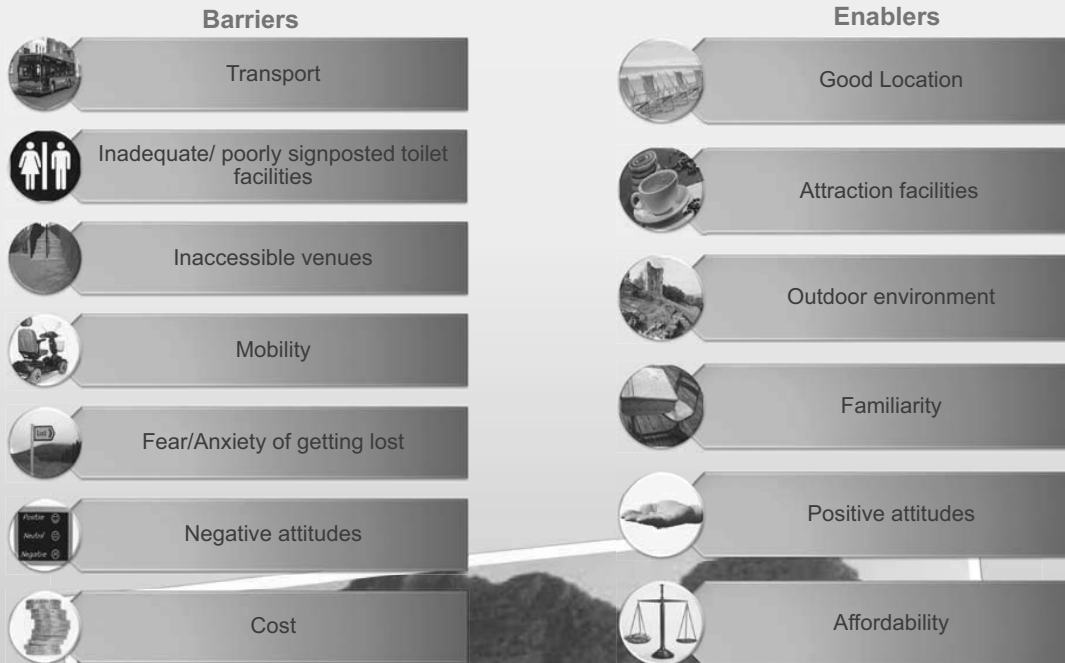 Barriers
Transport
Inadequate/ poorly signposted toilet
facilities
Inaccessible venues
Mobility
Fear/Anxiety of getting lost
Positive
Neutral
Negative
Negative attitudes
Cost
Enablers
Good Location
Attraction facilities
Outdoor environment
Familiarity
Positive attitudes
Affordability